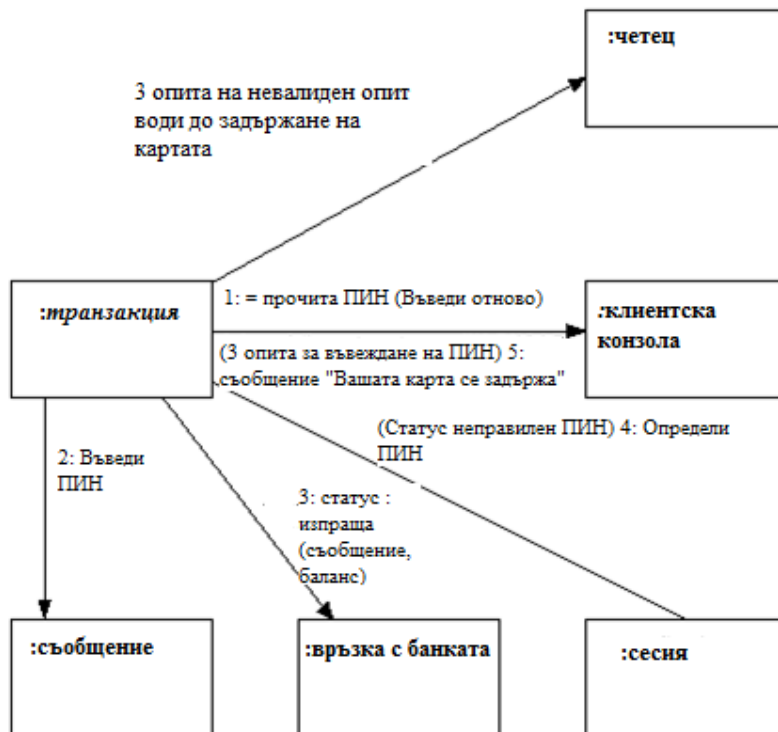 :четец
3 опита на невалиден опит
води до задържане на
картата
:транзакция
1: = прочита ПИН (Въведи отново)
:клиентска
конзола
(3 опита за въвеждане на ПИН) 5:
съобщение "Вашата карта се задържа"
(Статус неправилен ПИН) 4: Определи
ПИН
2: Въведи
ПИН
3: статус :
изпраща
(съобщение,
баланс)
:съобщение
:връзка с банката
:сесия